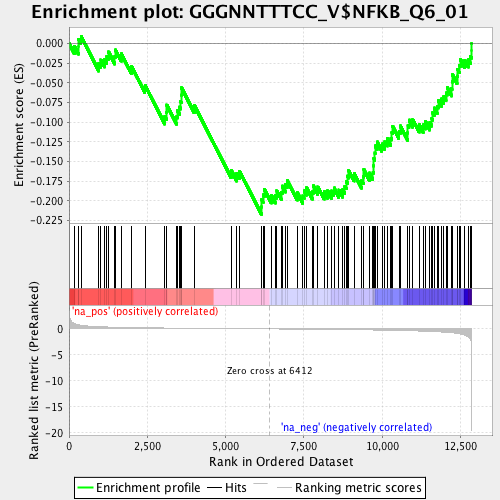 Enrichment plot: GGGNNTTTTCC_V$NFKB_Q6_01
Enrichment score (ES)
0.000
-0.025
-0.050
-0.075
-0.100
-0.125
-0.150
-0.175
-0.200
-0.225
'na_pos' (positively correlated)
Ranked list metric (PreRanked)
0
-5
-10
-15
-20
Zero cross at 6412
'na_neg' (negatively correlated)
0
2,500
5,000
7,500
10,000
12,500
Rank in Ordered Dataset
Enrichment profile
Hits
Ranking metric scores